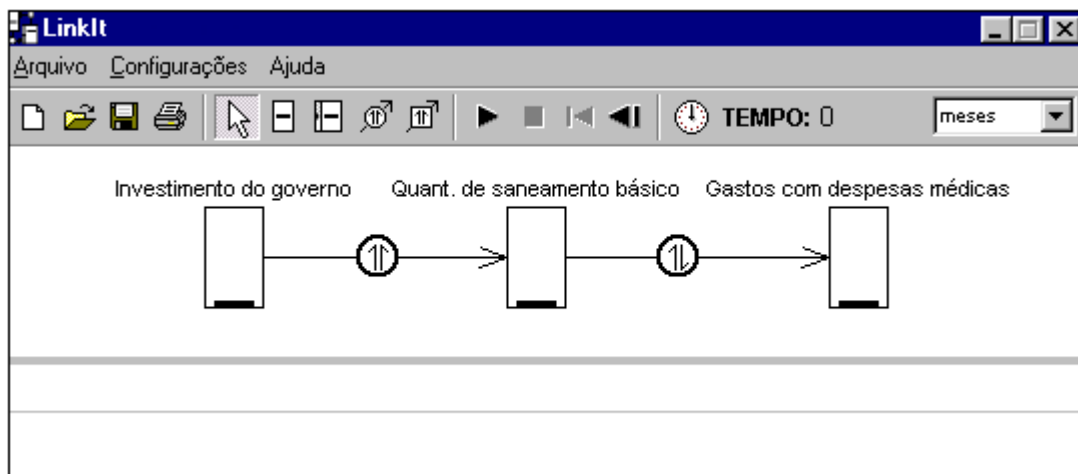 LinkIt
Arquivo Configurações Ajuda
TEMPO: 0 meses
Investimento do governo Quant. de saneamento básico Gastos com despesas médicas